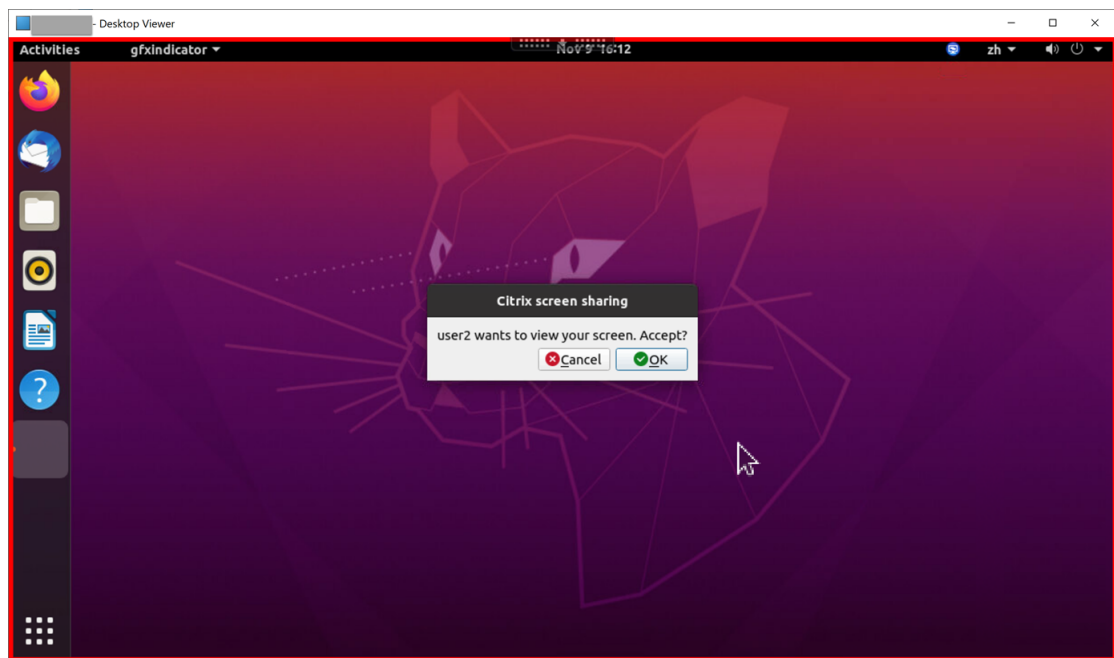 - Desktop Viewer
Activities
gfxindicator
Nov 9 16:12
zh
Citrix screen sharing
user2 wants to view your screen. Accept?
Cancel
OK
?